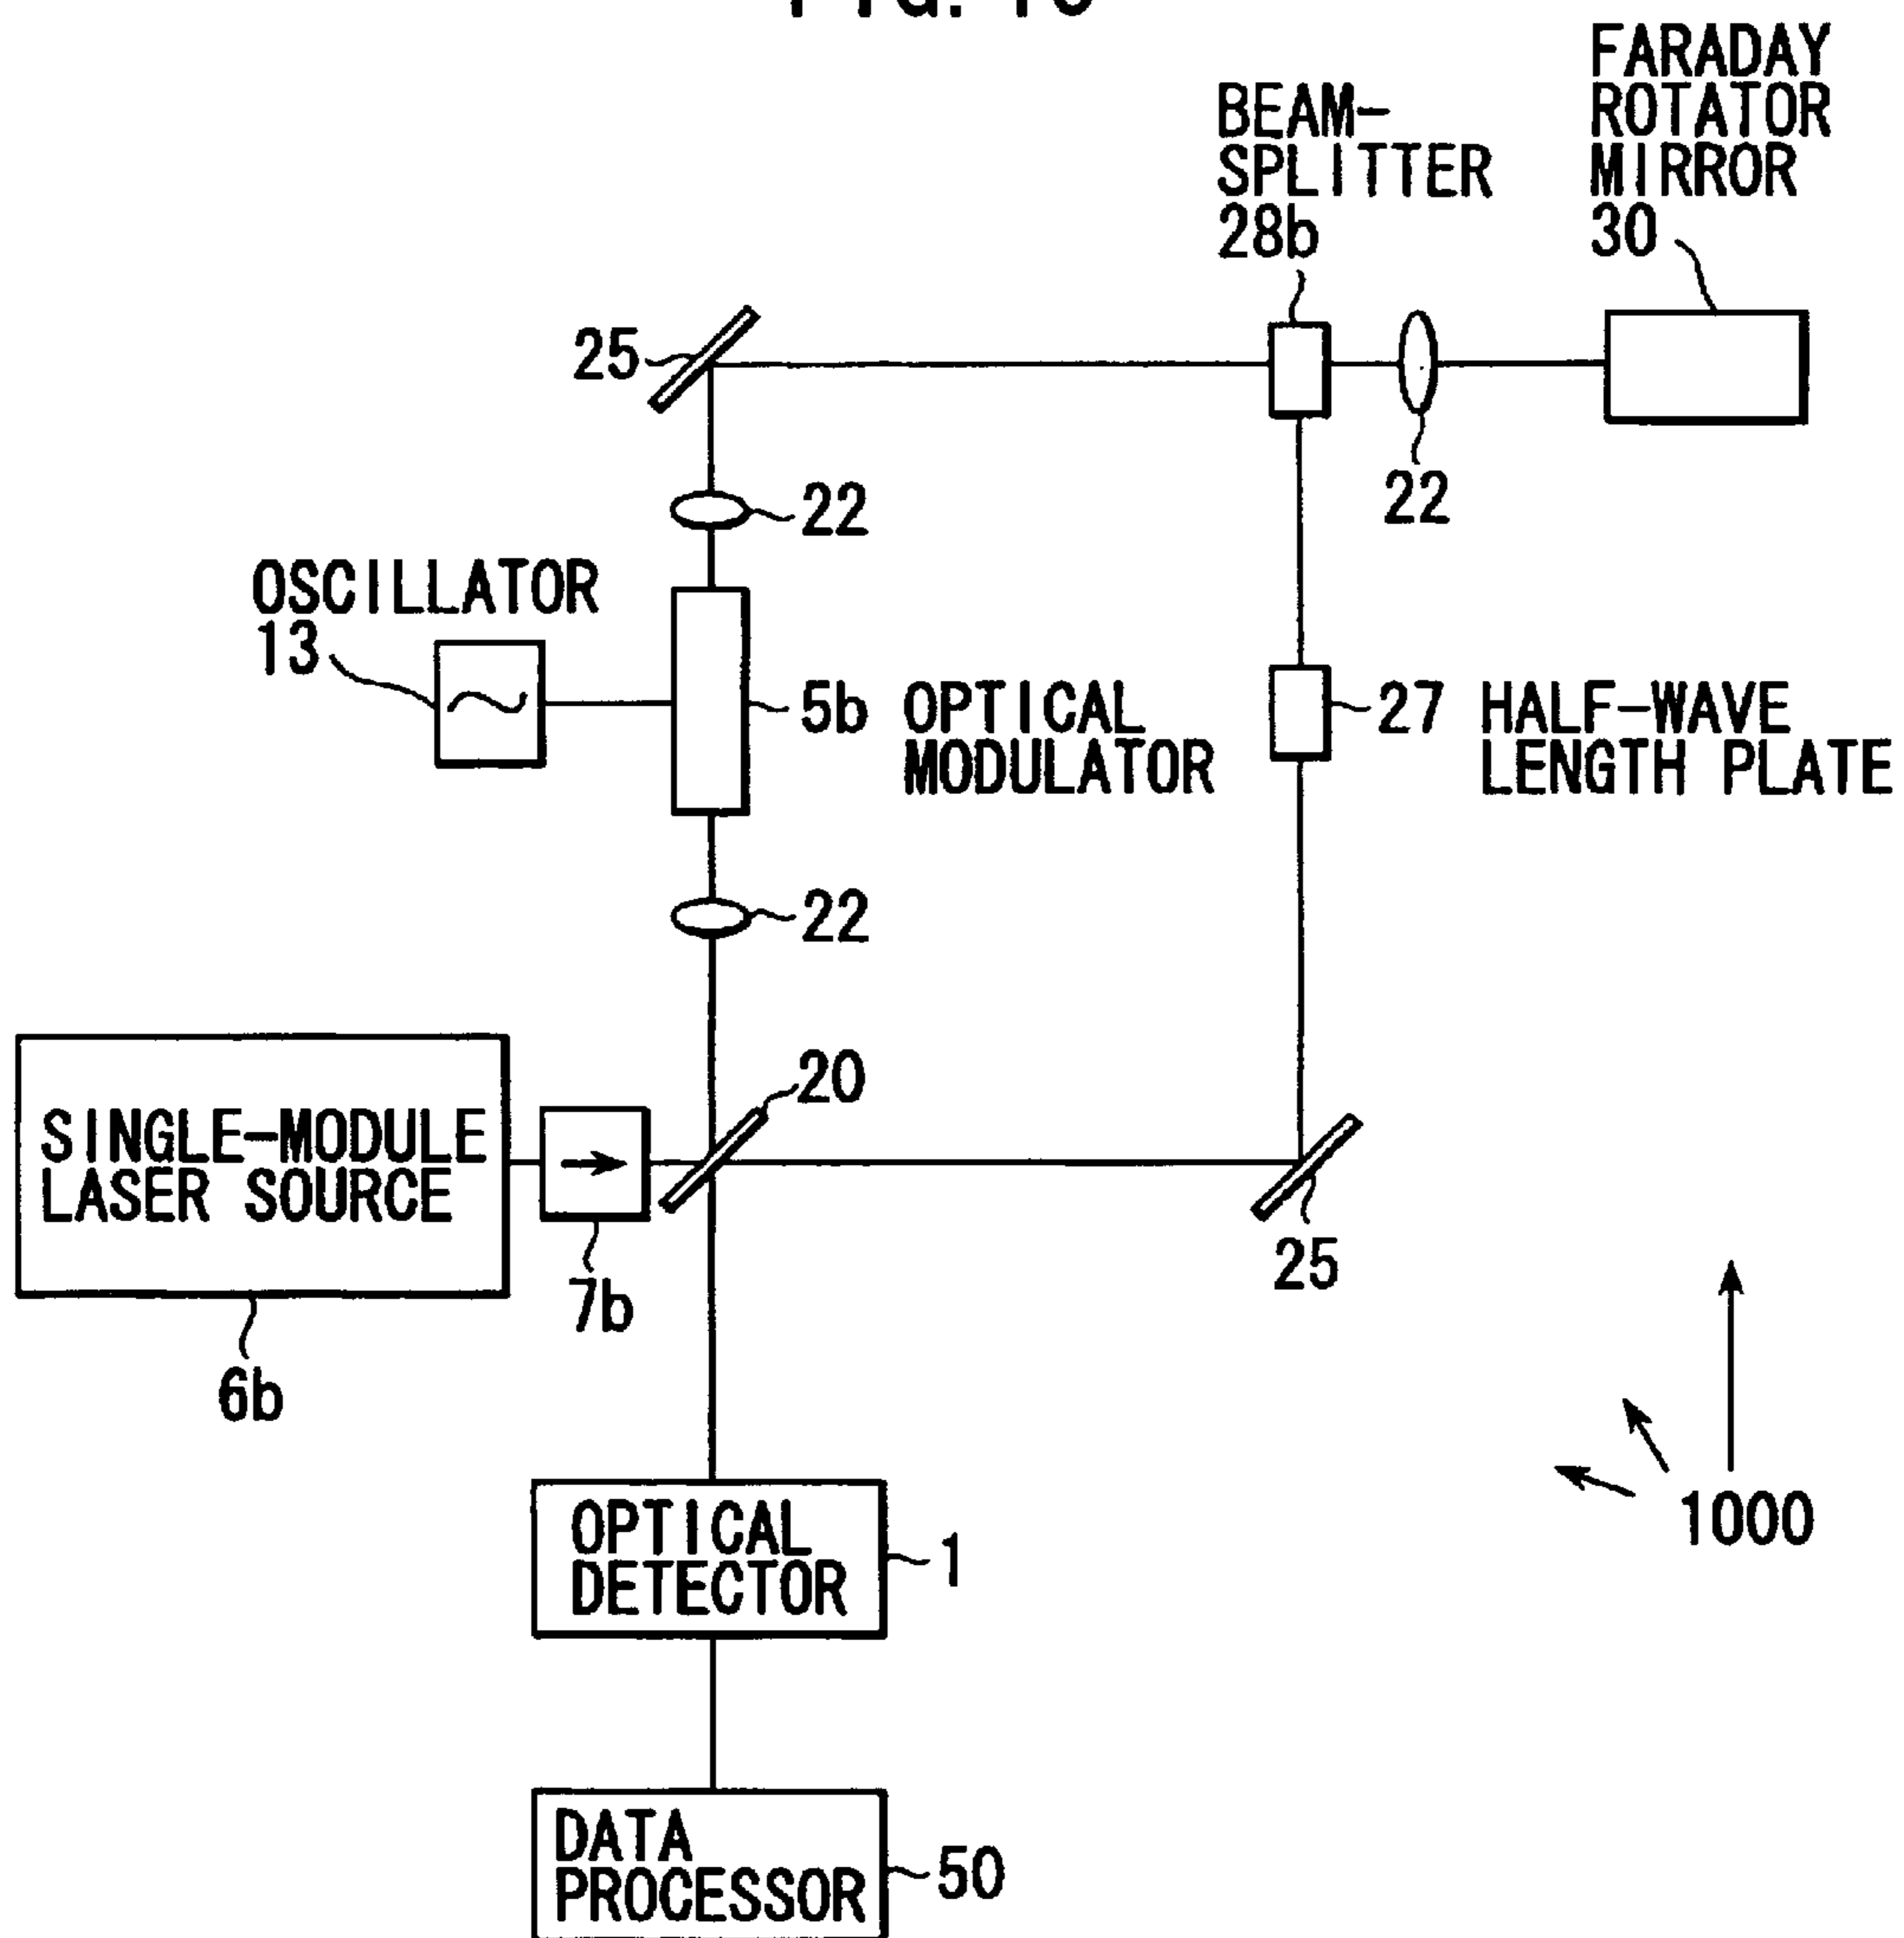 FARADAY
ROTATOR
MIRROR
30
BEAM-
SPLITTER
28b
25
22
22
OSCILLATOR
13
5b OPTICAL
MODULATOR
27 HALF-WAVE
LENGTH PLATE
22
20
SINGLE-MODULE
LASER SOURCE
7b
25
6b
1000
OPTICAL
DETECTOR
1
DATA
PROCESSOR
50